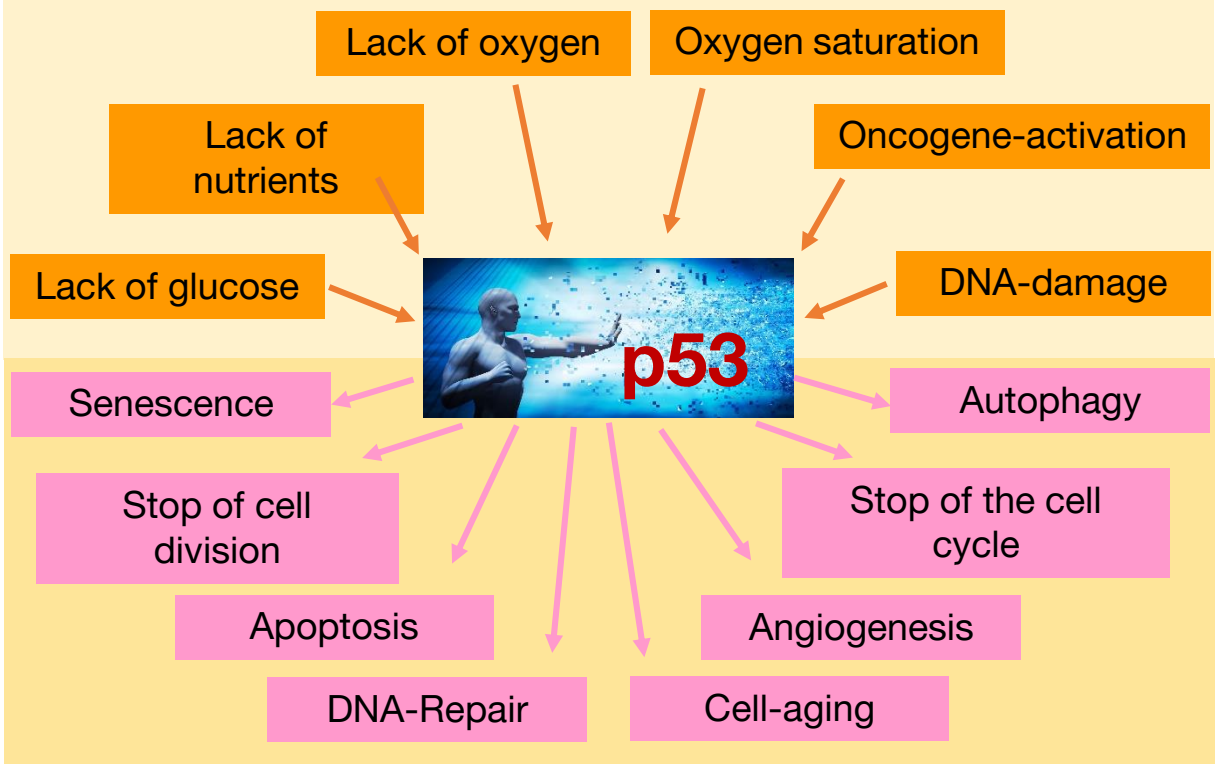 Lack of oxygen
Oxygen saturation
Lack of
nutrients
Oncogene-activation
Lack of glucose
DNA-damage
p53
Senescence
Autophagy
Stop of cell
division
Stop of the cell
cycle
Apoptosis
Angiogenesis
DNA-Repair
Cell-aging